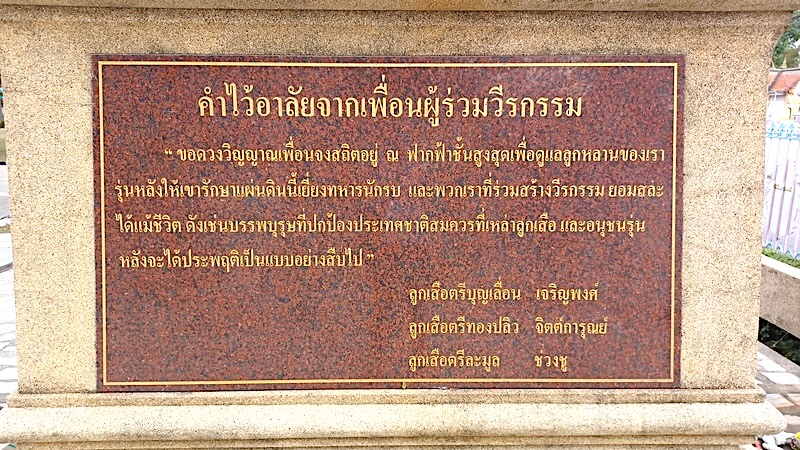 คำไว้อาลัยจากเพื่อนผู้ร่วมวีรกรรม
“ ขอดวงวิญญาณเพื่อนจงสถิตอยู่ ณ ฟากฟ้าชั้นสูงสุดเพื่อดูแลลูกหลานของเรา
รุ่นหลังให้เขารักษาแผ่นดินนี้เยี่ยงทหารนักรบ และพวกเราที่ร่วมสร้างวีรกรรม ยอมสละ
ได้แม้ชีวิต ดังเช่นบรรพบุรุษที่ปกป้องประเทศชาติสมควรที่เหล่าลูกเสือ และอนุชนรุ่น
หลังจะได้ประพฤติเป็นแบบอย่างสืบไป ”
ลูกเสือตรีบุญเลื่อน เจริญพงศ์
ลูกเสือตรีทองปลิว จิตต์การุณย์
ลูกเสือตรีละมูล ช่วงชู